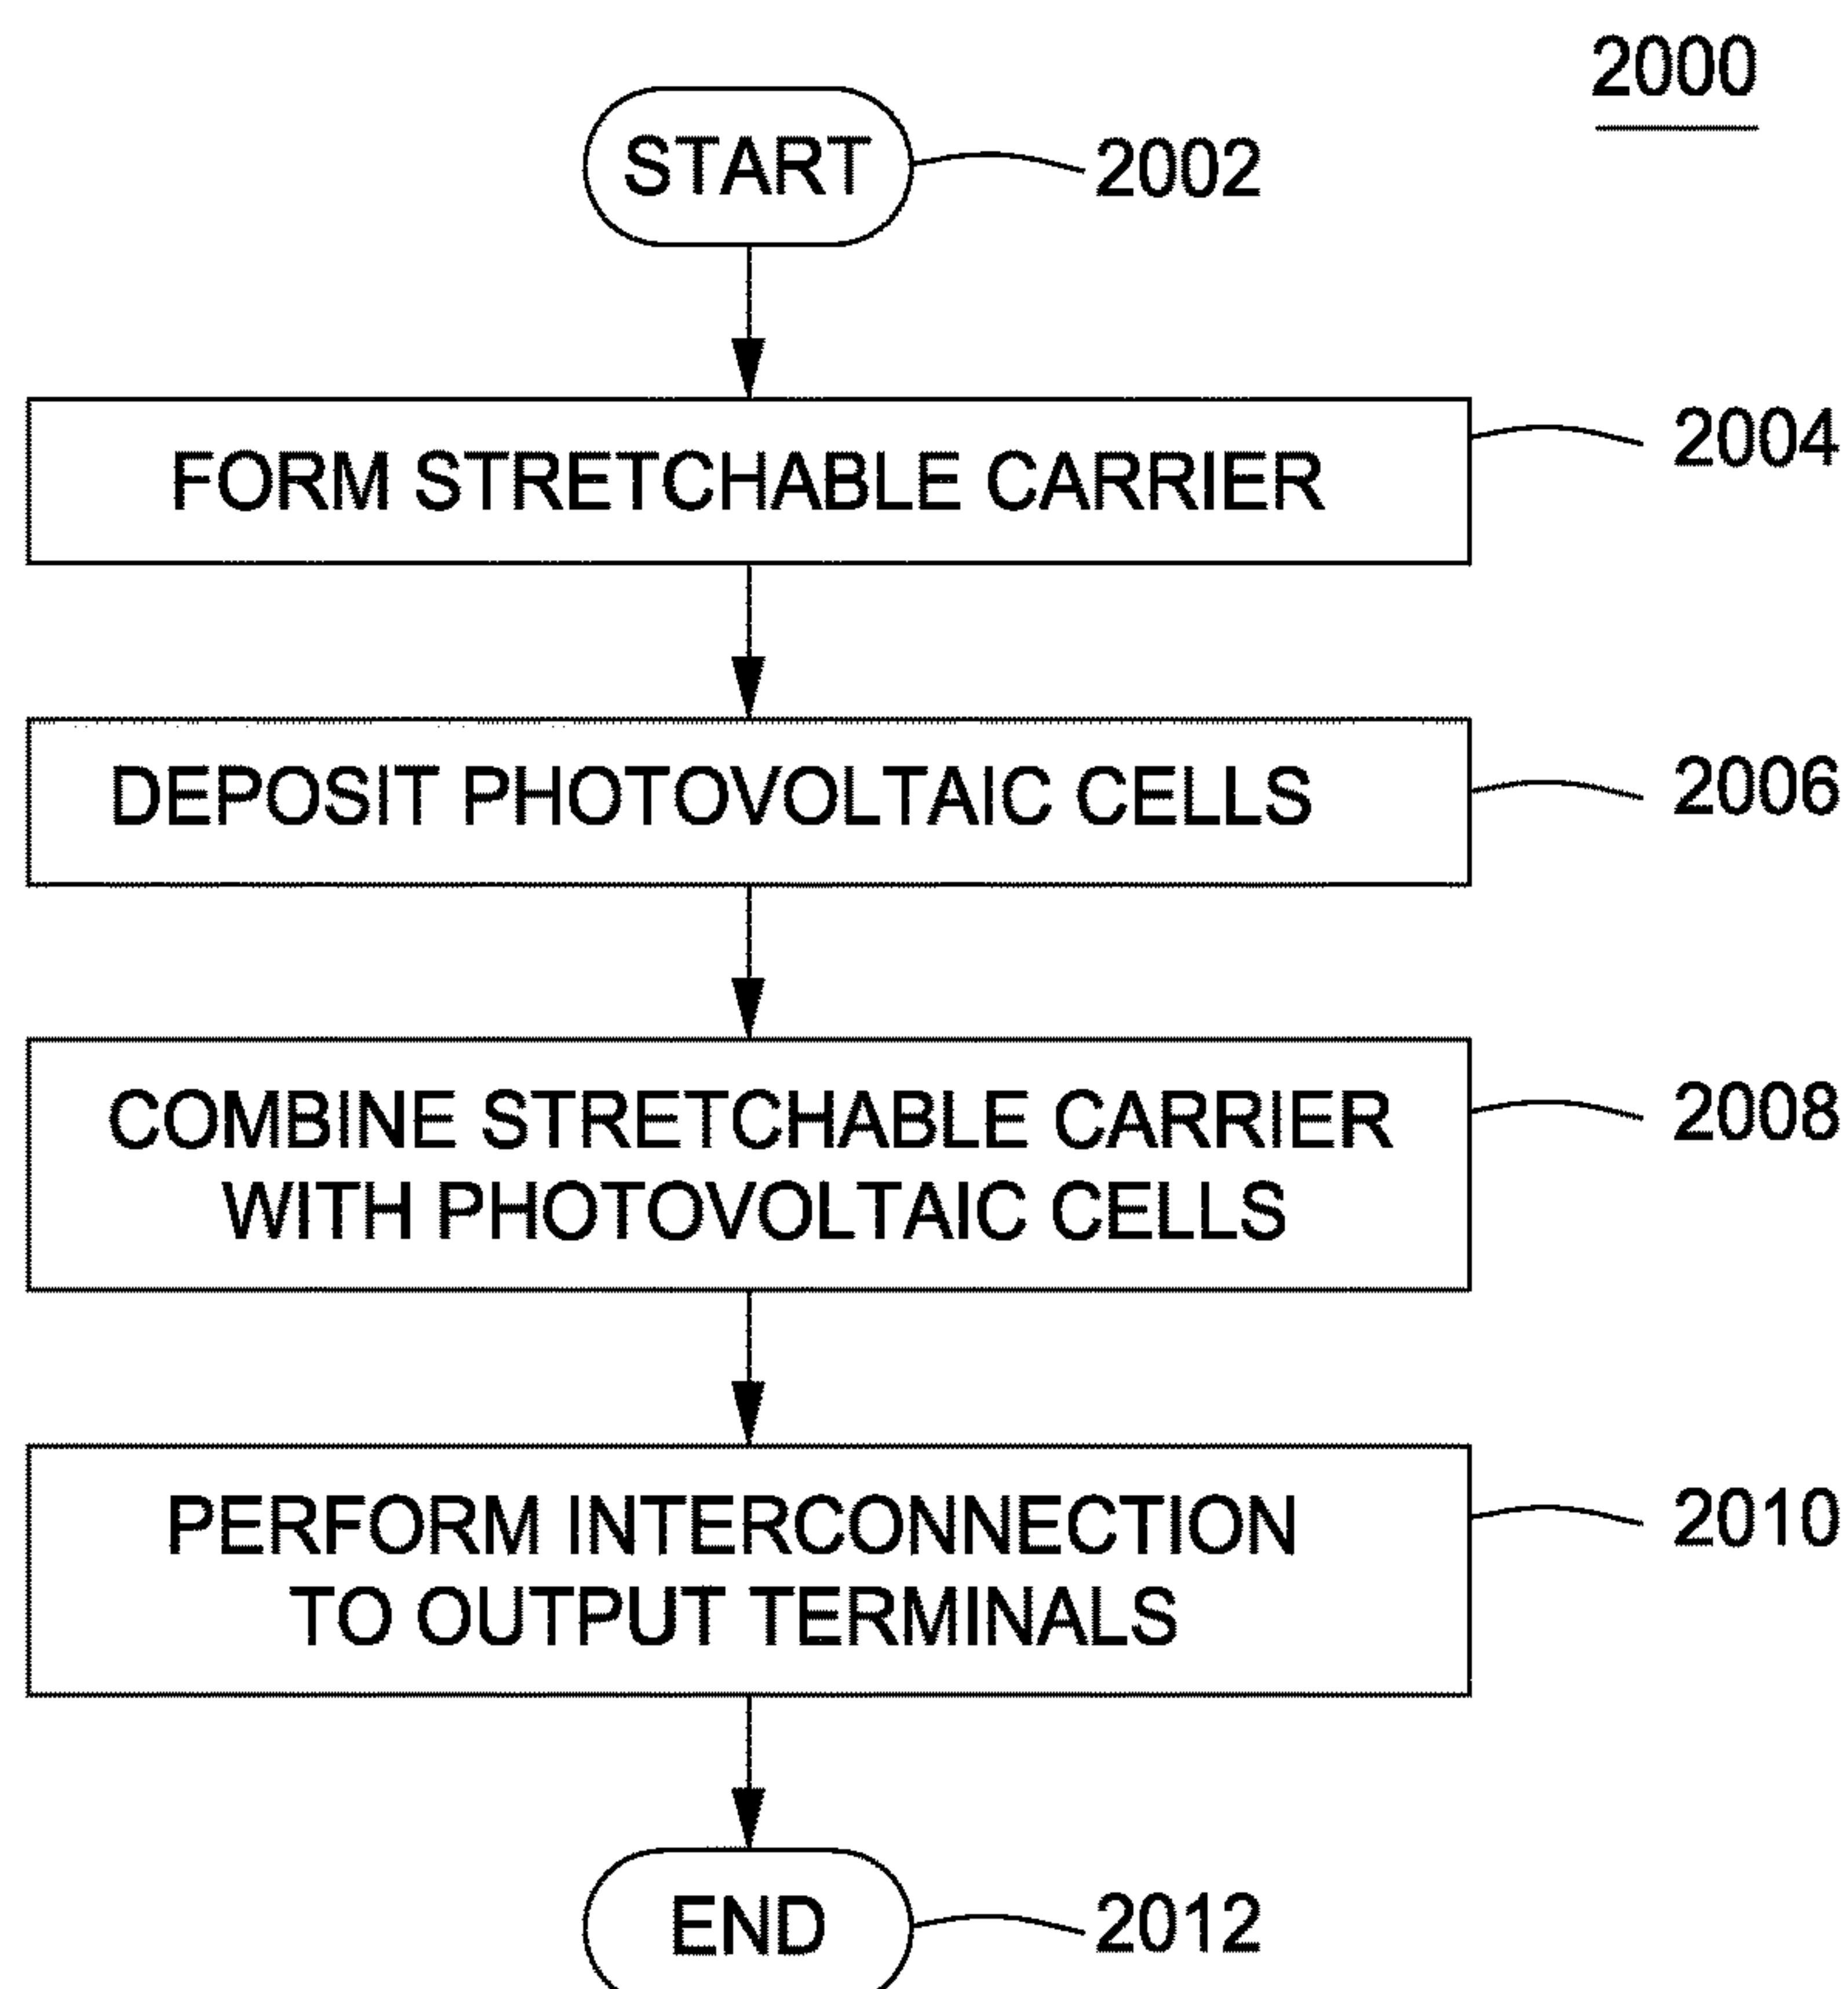 2000
START 2002
FORM STRETCHABLE CARRIER 2004
DEPOSIT PHOTOVOLTAIC CELLS 2006
COMBINE STRETCHABLE CARRIER 2008
WITH PHOTOVOLTAIC CELLS
PERFORM INTERCONNECTION 2010
TO OUTPUT TERMINALS
END 2012